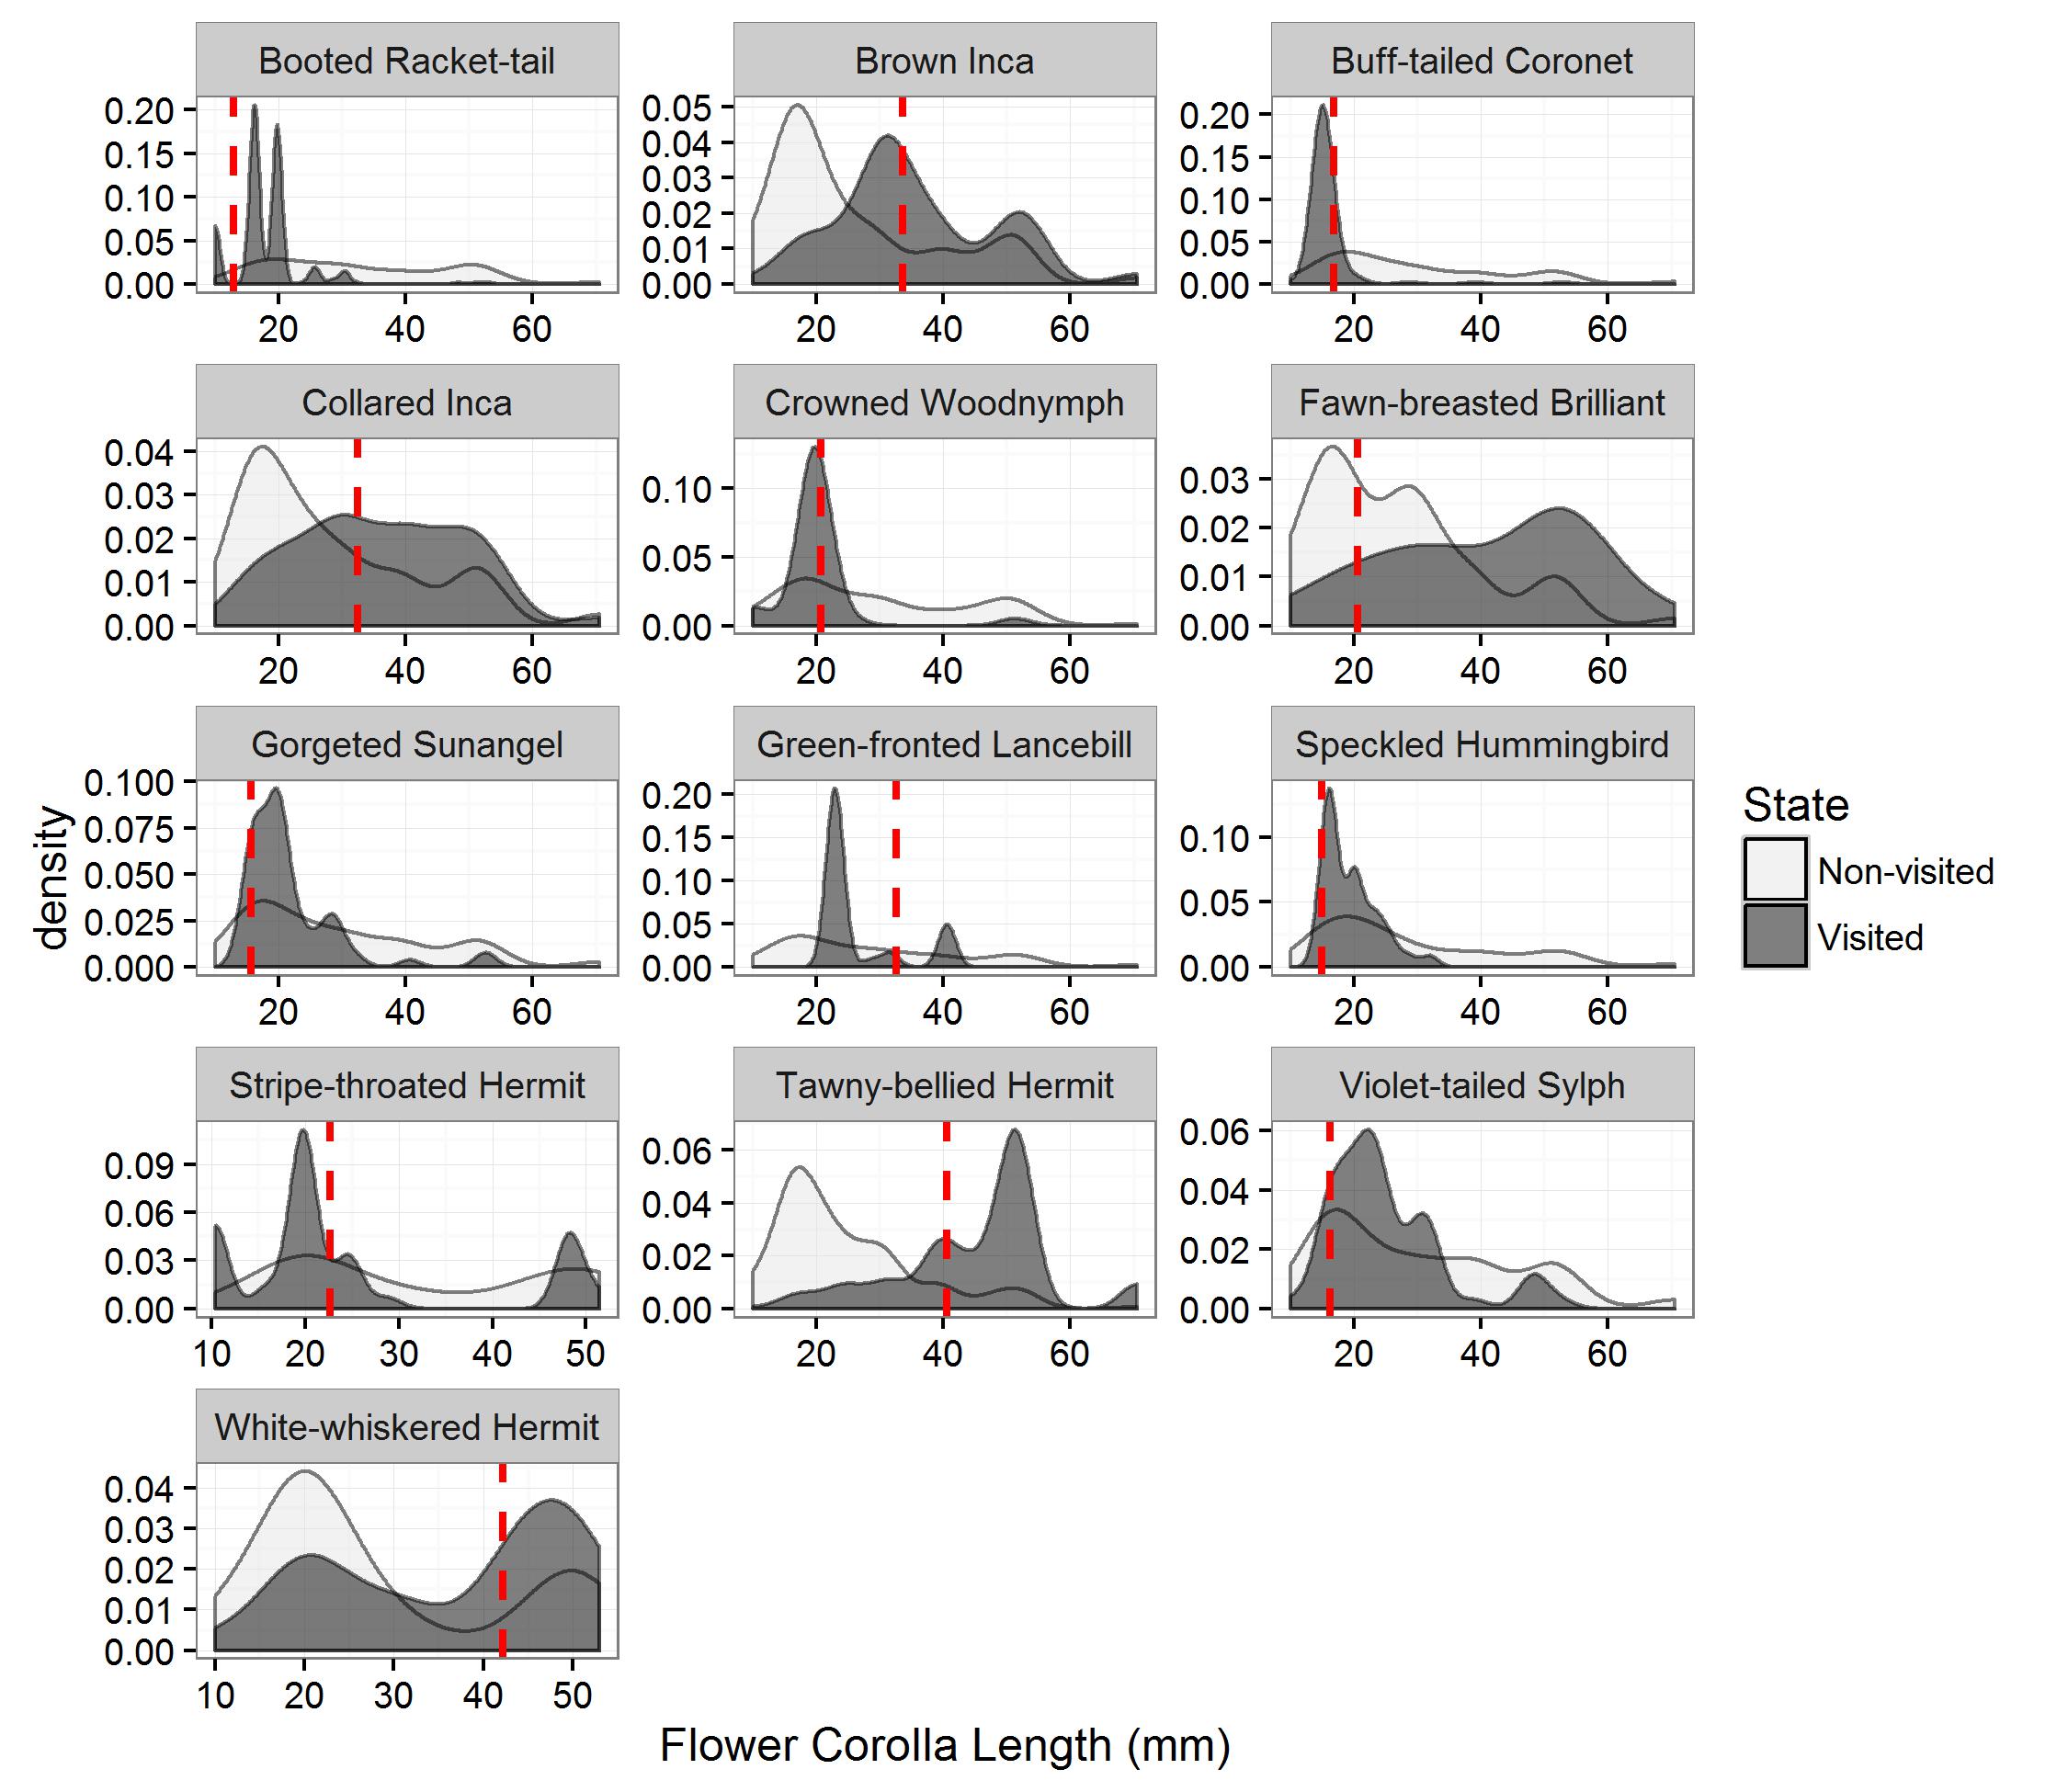 Booted Racket-tail
Brown Inca
Buff-tailed Coronet
0.20
0.15
0.10
0.05
0.00
0.05
0.04
0.03
0.02
0.01
0.00
0.20
0.15
0.10
0.05
0.00
20 40 60
20 40 60
20 40 60
Collared Inca
Crowned Woodnymph
Fawn-breasted Brilliant
0.04
0.03
0.02
0.01
0.00
0.10
0.05
0.00
0.03
0.02
0.01
0.00
20 40 60
20 40 60
20 40 60
Gorgeted Sunangel
Green-fronted Lancebill
Speckled Hummingbird
0.100
0.075
0.050
0.025
0.000
0.20
0.15
0.10
0.05
0.00
0.10
0.05
0.00
20 40 60
20 40 60
20 40 60
Stripe-throated Hermit
Tawny-bellied Hermit
Violet-tailed Sylph
0.09
0.06
0.03
0.00
0.06
0.04
0.02
0.00
0.06
0.04
0.02
0.00
10 20 30 40 50
20 40 60
20 40 60
White-whiskered Hermit
0.04
0.03
0.02
0.01
0.00
10 20 30 40 50
density
Flower Corolla Length (mm)
State
Non-visited
Visited